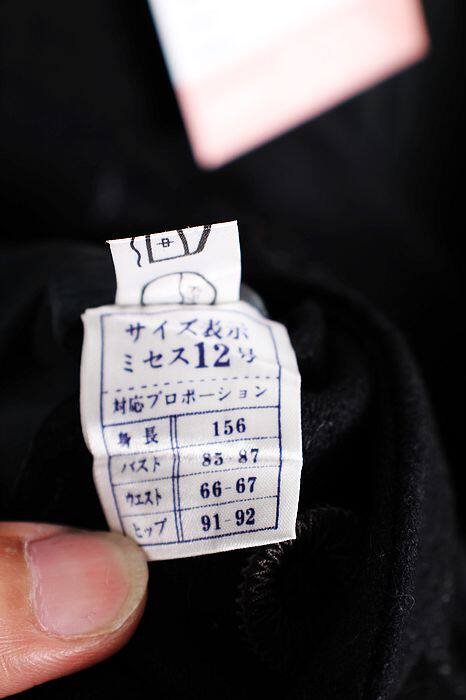 サイズ表示
ミセス12号
対応プロポーション
身長 156
バスト 85-87
ウエスト 66-67
ヒップ 91-92